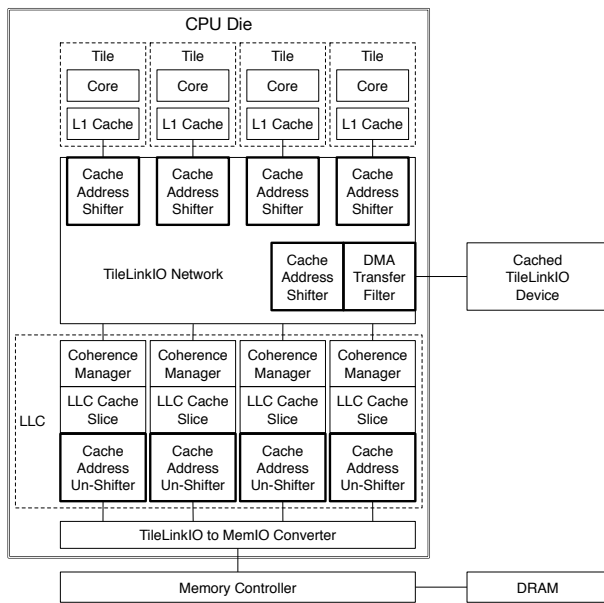 CPU Die
Tile Tile Tile Tile
Core Core Core Core
L1 Cache L1 Cache L1 Cache L1 Cache
Cache Address Shifter
Cache Address Shifter
Cache Address Shifter
Cache Address Shifter
TileLinkIO Network
Cache Address Shifter
DMA Transfer Filter
Cached TileLinkIO Device
LLC
Coherence Manager
Coherence Manager
Coherence Manager
Coherence Manager
LLC Cache Slice
LLC Cache Slice
LLC Cache Slice
LLC Cache Slice
Cache Address Un-Shifter
Cache Address Un-Shifter
Cache Address Un-Shifter
Cache Address Un-Shifter
TileLinkIO to MemIO Converter
Memory Controller
DRAM